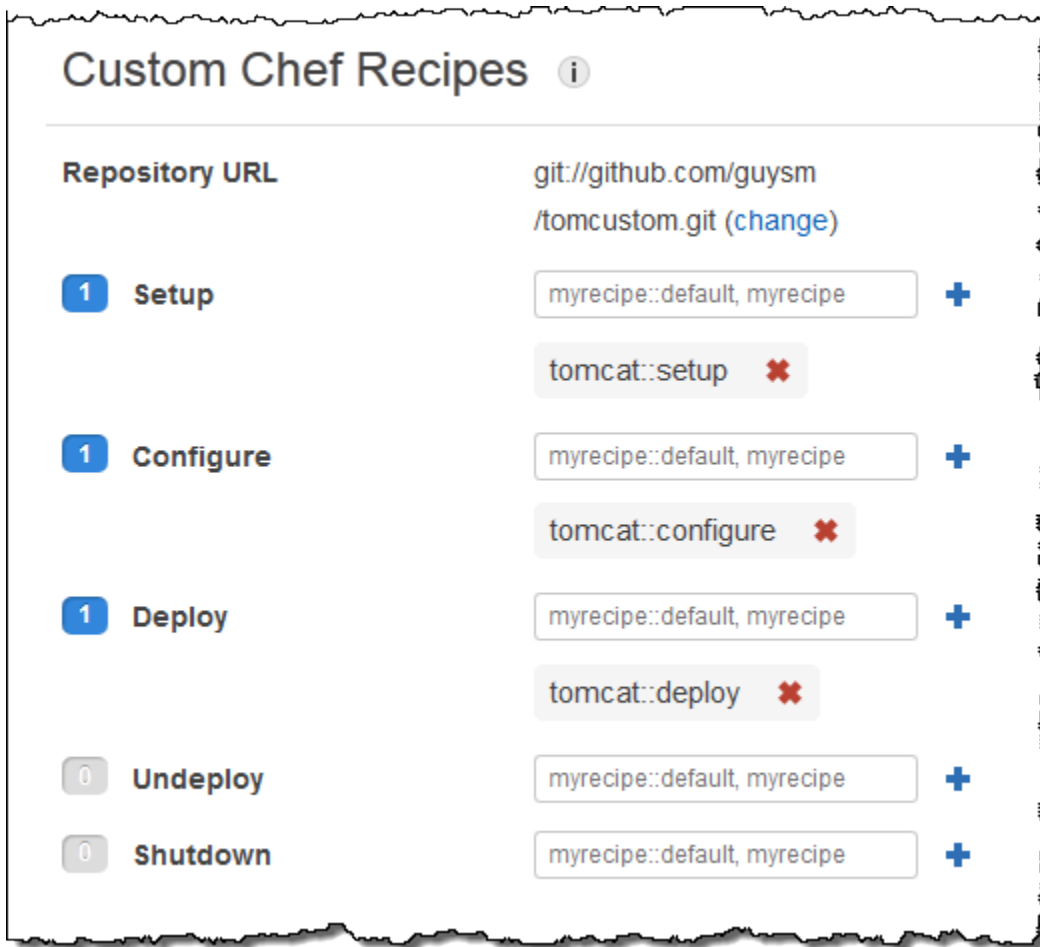 Custom Chef Recipes i
Repository URL git://github.com/guysm
/tomcustom.git (change)
1 Setup myrecipe::default, myrecipe
tomcat::setup
1 Configure myrecipe::default, myrecipe
tomcat::configure
1 Deploy myrecipe::default, myrecipe
tomcat::deploy
0 Undeploy myrecipe::default, myrecipe
0 Shutdown myrecipe::default, myrecipe